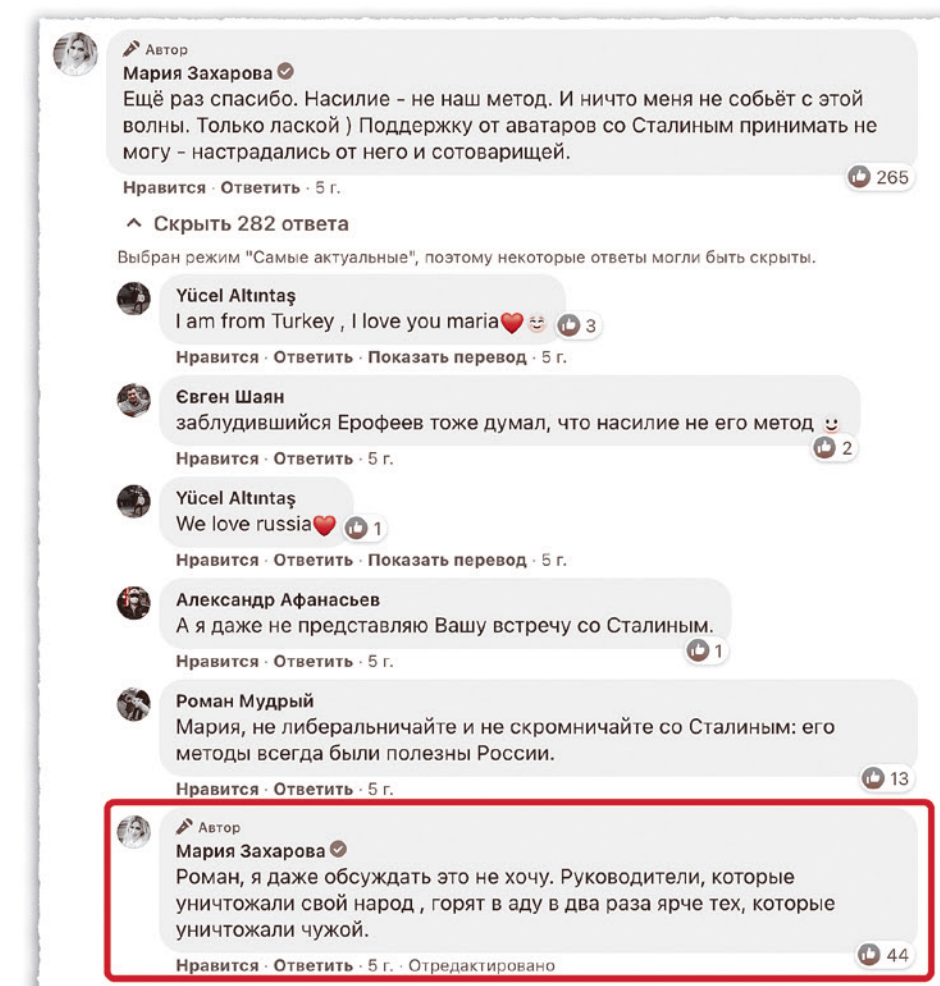 Автор
Мария Захарова
Ещё раз спасибо. Насилие - не наш метод. И ничто меня не собьёт с этой
волны. Только лаской ) Поддержку от аватаров со Сталиным принимать не
могу - настрадались от него и сотоварищей.
265
Нравится · Ответить · 5 г.
Скрыть 282 ответа
Выбран режим "Самые актуальные", поэтому некоторые ответы могли быть скрыты.
Yücel Altıntaş
I am from Turkey , I love you maria❤️ 😊 3
Нравится · Ответить · Показать перевод · 5 г.
Євген Шаян
заблудившийся Ерофеев тоже думал, что насилие не его метод 🙂
2
Нравится · Ответить · 5 г.
Yücel Altıntaş
We love russia❤️ 1
Нравится · Ответить · Показать перевод · 5 г.
Александр Афанасьев
А я даже не представляю Вашу встречу со Сталиным.
1
Нравится · Ответить · 5 г.
Роман Мудрый
Мария, не либеральничайте и не скромничайте со Сталиным: его
методы всегда были полезны России.
13
Нравится · Ответить · 5 г.
Автор
Мария Захарова
Роман, я даже обсуждать это не хочу. Руководители, которые
уничтожали свой народ , горят в аду в два раза ярче тех, которые
уничтожали чужой.
44
Нравится · Ответить · 5 г. · Отредактировано